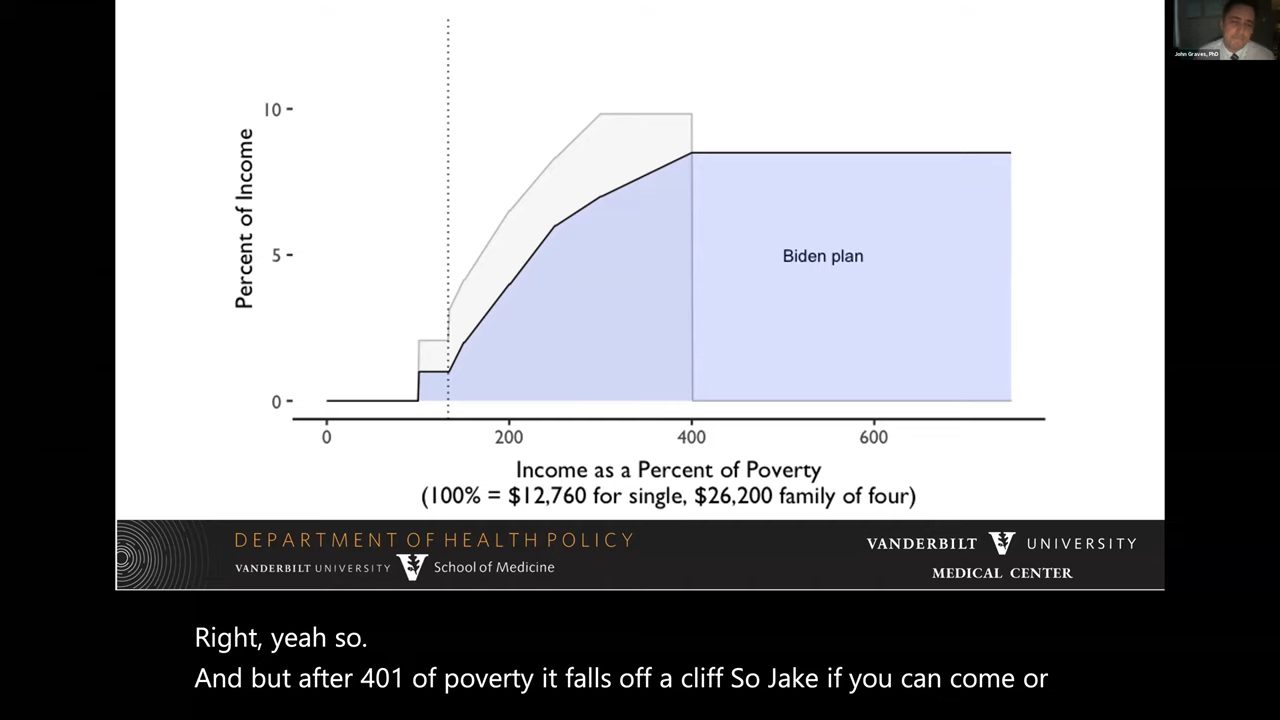 John Graves, PhD
10
5
0
Percent of Income
Biden plan
0 200 400 600
Income as a Percent of Poverty
(100% = $12,760 for single, $26,200 family of four)
DEPARTMENT OF HEALTH POLICY
VANDERBILT UNIVERSITY School of Medicine
VANDERBILT UNIVERSITY
MEDICAL CENTER
Right, yeah so.
And but after 401 of poverty it falls off a cliff So Jake if you can come or